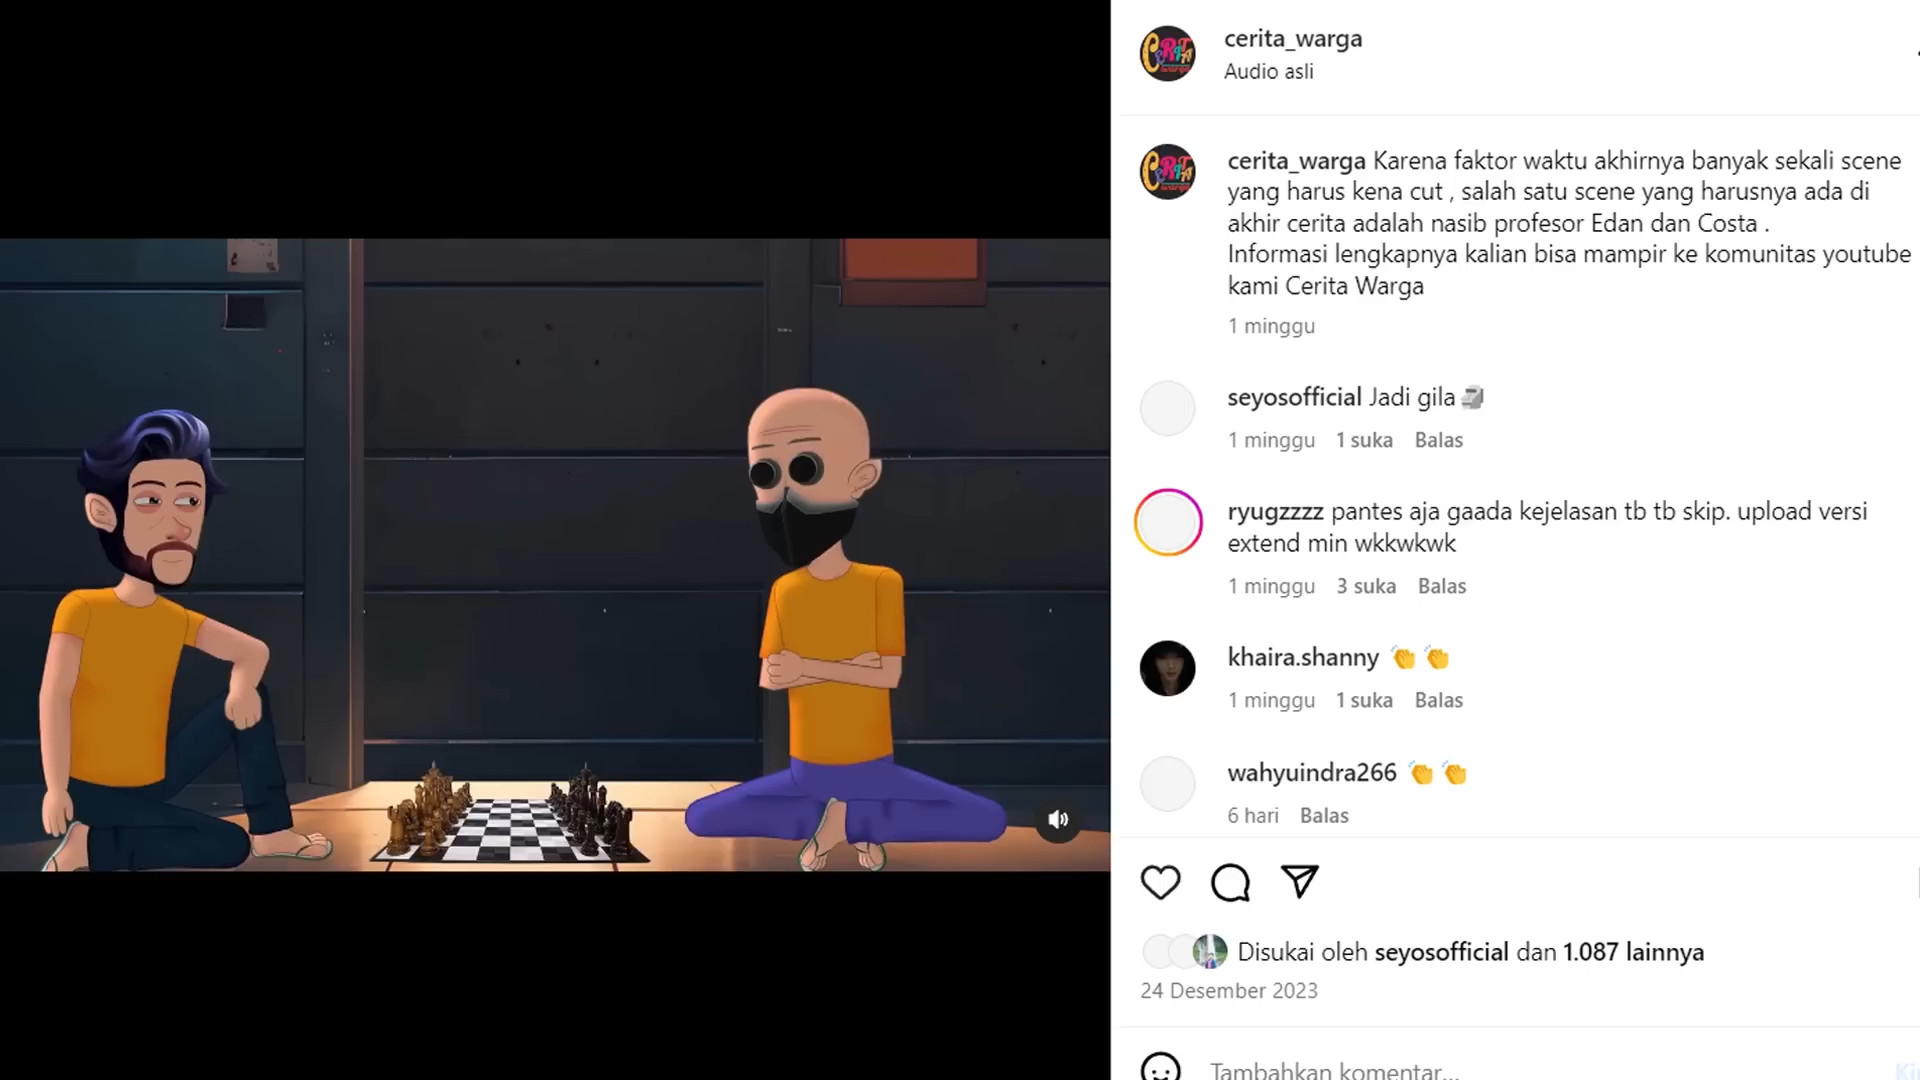 cerita_warga
Audio asli
cerita_warga Karena faktor waktu akhirnya banyak sekali scene
yang harus kena cut , salah satu scene yang harusnya ada di
akhir cerita adalah nasib profesor Edan dan Costa .
Informasi lengkapnya kalian bisa mampir ke komunitas youtube
kami Cerita Warga
1 minggu
seyosofficial Jadi gila🗿
1 minggu 1 suka Balas
ryugzzzz pantes aja gaada kejelasan tb tb skip. upload versi
extend min wkkwkwk
1 minggu 3 suka Balas
khaira.shanny 👏 👏
1 minggu 1 suka Balas
wahyuindra266 👏 👏
6 hari Balas
Disukai oleh seyosofficial dan 1.087 lainnya
24 Desember 2023
Tambahkan komentar...